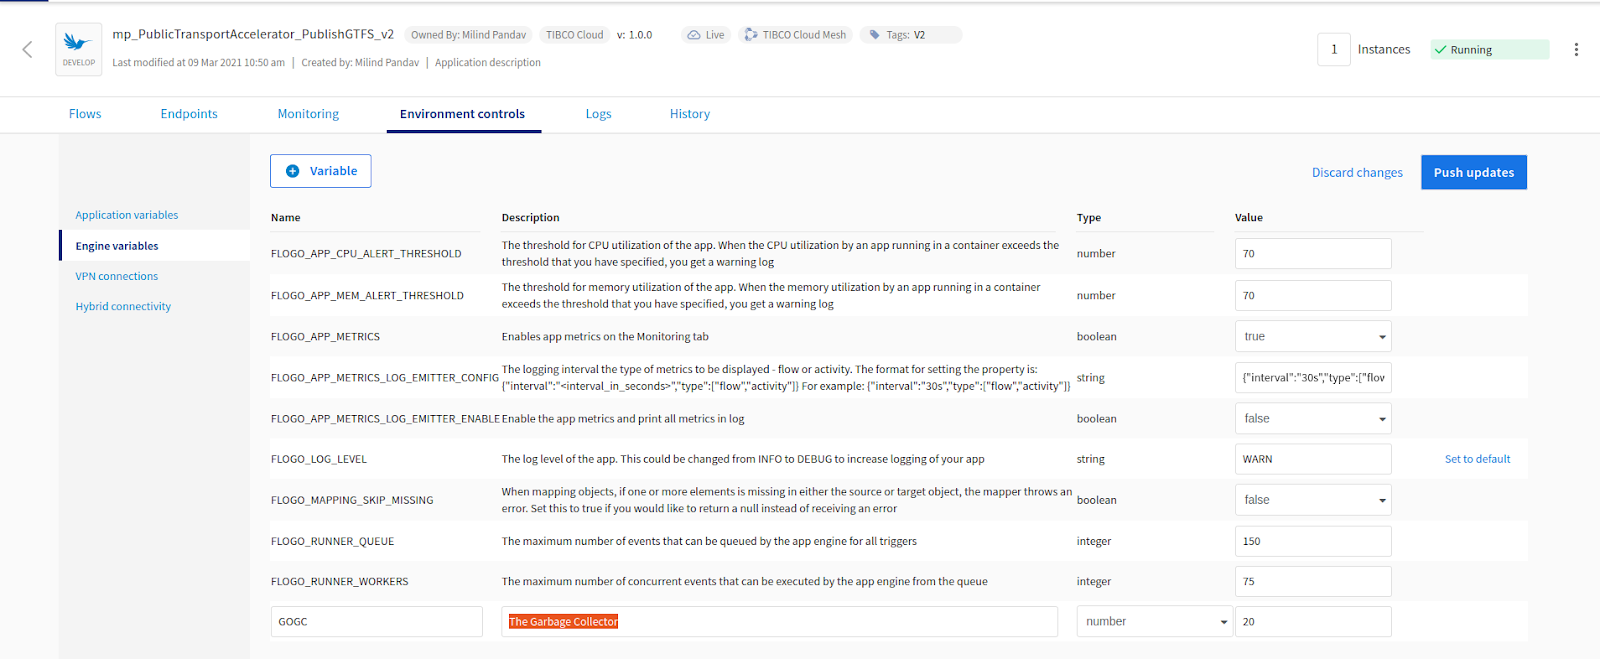 mp_PublicTransportAccelerator_PublishGTFS_v2 Owned By: Milind Pandav TIBCO Cloud v: 1.0.0 Live TIBCO Cloud Mesh Tags: V2
DEVELOP
Last modified at 09 Mar 2021 10:50 am | Created by: Milind Pandav | Application description
1 Instances Running
Flows Endpoints Monitoring Environment controls Logs History
Application variables
Engine variables
VPN connections
Hybrid connectivity
Variable
Discard changes Push updates
Name Description Type Value
FLOGO_APP_CPU_ALERT_THRESHOLD
The threshold for CPU utilization of the app. When the CPU utilization by an app running in a container exceeds the
threshold that you have specified, you get a warning log
number 70
FLOGO_APP_MEM_ALERT_THRESHOLD
The threshold for memory utilization of the app. When the memory utilization by an app running in a container
exceeds the threshold that you have specified, you get a warning log
number 70
FLOGO_APP_METRICS Enables app metrics on the Monitoring tab boolean true
FLOGO_APP_METRICS_LOG_EMITTER_CONFIG
The logging interval the type of metrics to be displayed - flow or activity. The format for setting the property is:
{"interval":"<interval_in_seconds>","type":["flow","activity"]} For example: {"interval":"30s","type":["flow","activity"]}
string {"interval":"30s","type":["flov
FLOGO_APP_METRICS_LOG_EMITTER_ENABLE Enable the app metrics and print all metrics in log boolean false
FLOGO_LOG_LEVEL The log level of the app. This could be changed from INFO to DEBUG to increase logging of your app string WARN Set to default
FLOGO_MAPPING_SKIP_MISSING
When mapping objects, if one or more elements is missing in either the source or target object, the mapper throws an
error. Set this to true if you would like to return a null instead of receiving an error
boolean false
FLOGO_RUNNER_QUEUE The maximum number of events that can be queued by the app engine for all triggers integer 150
FLOGO_RUNNER_WORKERS The maximum number of concurrent events that can be executed by the app engine from the queue integer 75
GOGC The Garbage Collector number 20